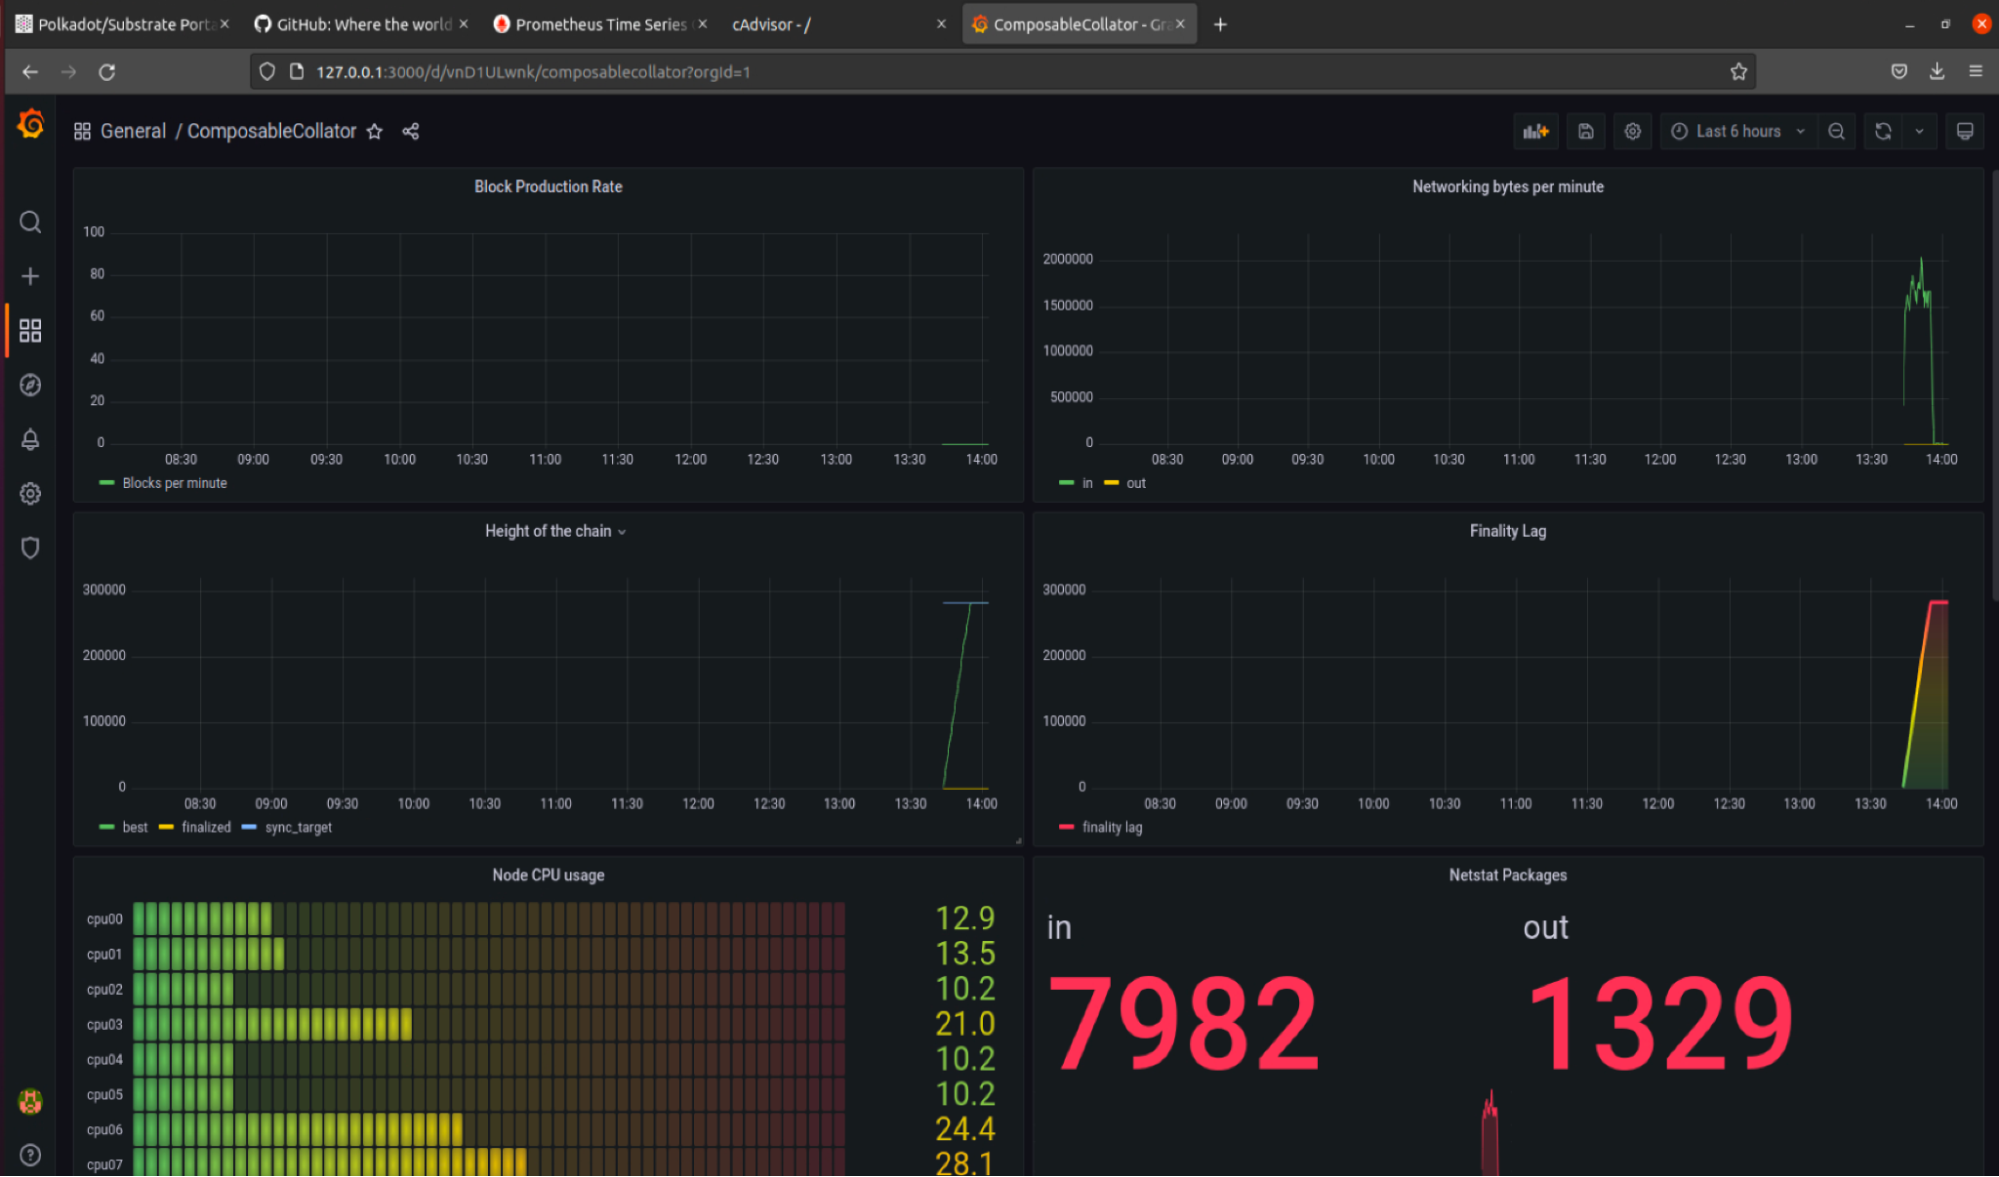 Polkadot/Substrate Porta
GitHub: Where the world
Prometheus Time Series
cAdvisor - /
ComposableCollator - Gra
127.0.0.1:3000/d/vnD1ULwnk/composablecollator?orgId=1
General / ComposableCollator
Last 6 hours
Block Production Rate
100
80
60
40
20
0
08:30 09:00 09:30 10:00 10:30 11:00 11:30 12:00 12:30 13:00 13:30 14:00
Blocks per minute
Networking bytes per minute
2000000
1500000
1000000
500000
0
08:30 09:00 09:30 10:00 10:30 11:00 11:30 12:00 12:30 13:00 13:30 14:00
in out
Height of the chain
300000
200000
100000
0
08:30 09:00 09:30 10:00 10:30 11:00 11:30 12:00 12:30 13:00 13:30 14:00
best finalized sync_target
Finality Lag
300000
200000
100000
0
08:30 09:00 09:30 10:00 10:30 11:00 11:30 12:00 12:30 13:00 13:30 14:00
finality lag
Node CPU usage
cpu00 12.9
cpu01 13.5
cpu02 10.2
cpu03 21.0
cpu04 10.2
cpu05 10.2
cpu06 24.4
cpu07 28.1
Netstat Packages
in out
7982 1329